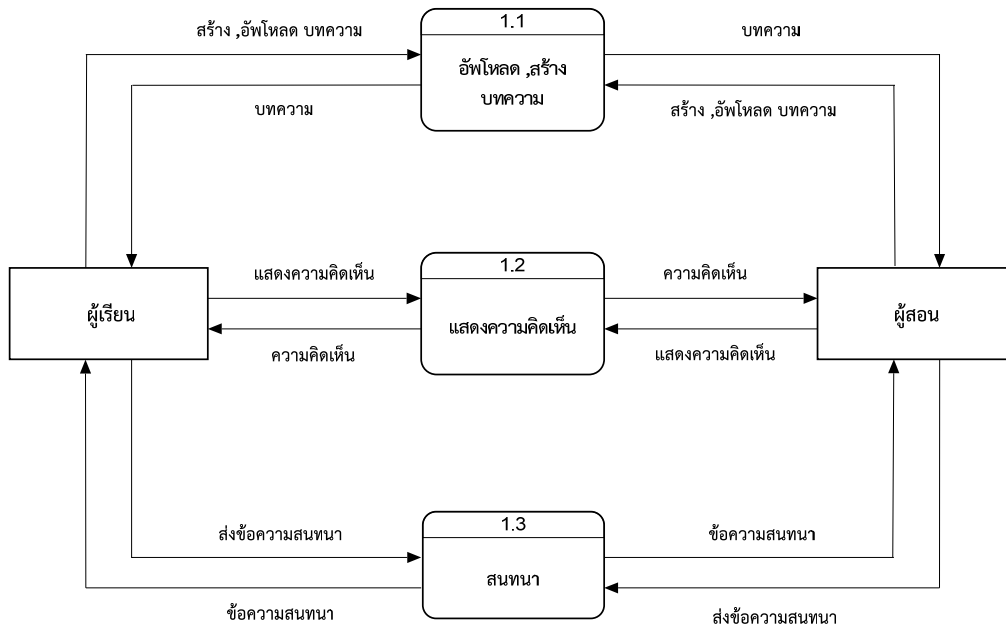 1.1
สร้าง ,อัพโหลด บทความ
บทความ
อัพโหลด ,สร้าง
บทความ
บทความ
สร้าง ,อัพโหลด บทความ
1.2
แสดงความคิดเห็น
ความคิดเห็น
ผู้เรียน
แสดงความคิดเห็น
ผู้สอน
ความคิดเห็น
แสดงความคิดเห็น
1.3
ส่งข้อความสนทนา
ข้อความสนทนา
สนทนา
ข้อความสนทนา
ส่งข้อความสนทนา